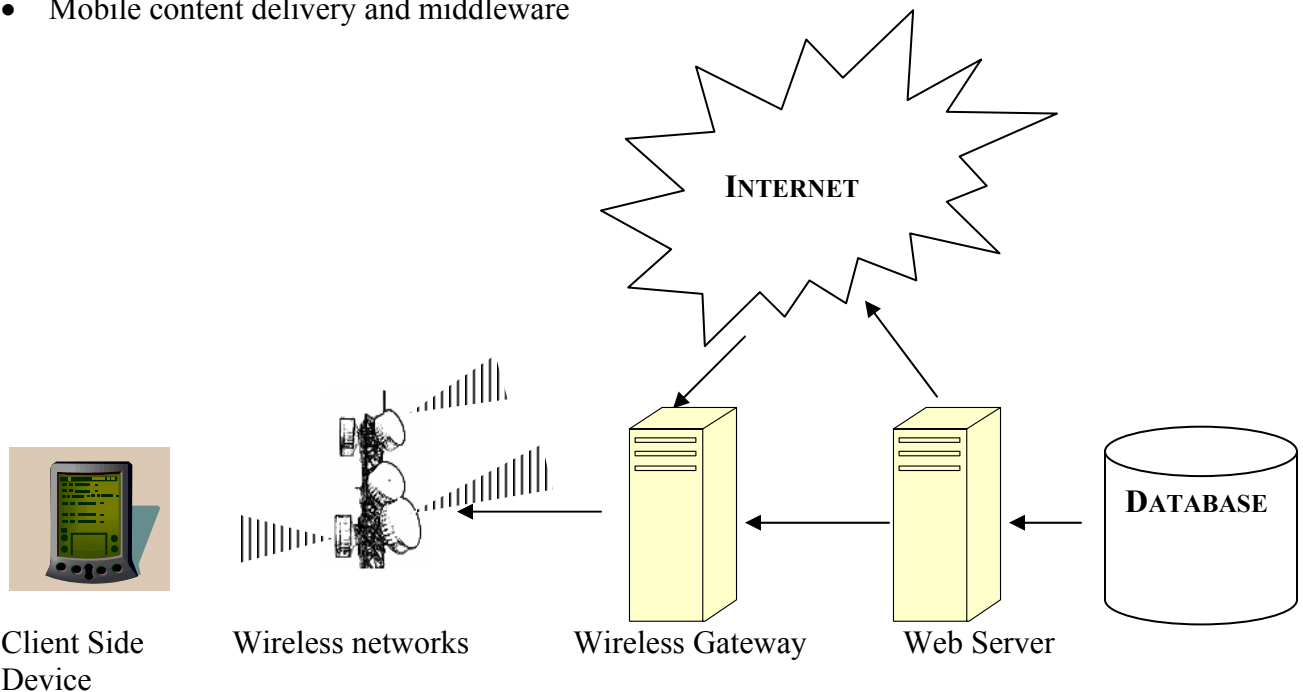 • Mobile content delivery and middleware
INTERNET
DATABASE
Client Side Device
Wireless networks
Wireless Gateway
Web Server